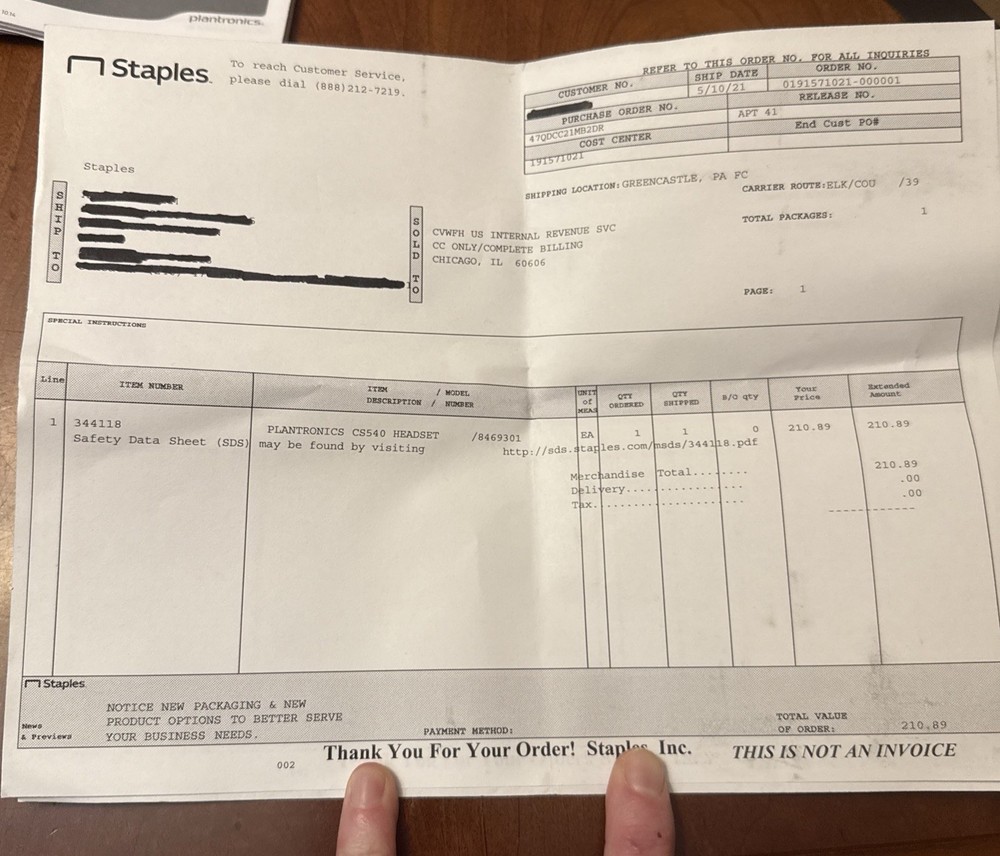 plantronics.
Staples.
To reach Customer Service,
please dial (888)212-7219.
REFER TO THIS ORDER NO. FOR ALL INQUIRIES
CUSTOMER NO. SHIP DATE ORDER NO.
5/10/21 0191571021-000001
PURCHASE ORDER NO. RELEASE NO.
47QDCC21MB2DR APT 41
COST CENTER End Cust PO#
191571021
Staples
SHIP TO
SOLD TO
CVWFH US INTERNAL REVENUE SVC
CC ONLY/COMPLETE BILLING
CHICAGO, IL 60606
SHIPPING LOCATION: GREENCASTLE, PA FC
CARRIER ROUTE:ELK/COU /39
TOTAL PACKAGES: 1
PAGE: 1
SPECIAL INSTRUCTIONS
Line ITEM NUMBER ITEM DESCRIPTION / MODEL / NUMBER UNIT of MEAS QTY ORDERED QTY SHIPPED B/O qty Your Price Extended Amount
1 344118 PLANTRONICS CS540 HEADSET /8469301 EA 1 1 0 210.89 210.89
Safety Data Sheet (SDS) may be found by visiting http://sds.staples.com/msds/344118.pdf
Merchandise Total........ 210.89
Delivery.................. .00
Tax...................... .00
------------
Staples.
News & Previews
NOTICE NEW PACKAGING & NEW
PRODUCT OPTIONS TO BETTER SERVE
YOUR BUSINESS NEEDS.
PAYMENT METHOD:
TOTAL VALUE
OF ORDER: 210.89
002
Thank You For Your Order! Staples Inc.
THIS IS NOT AN INVOICE